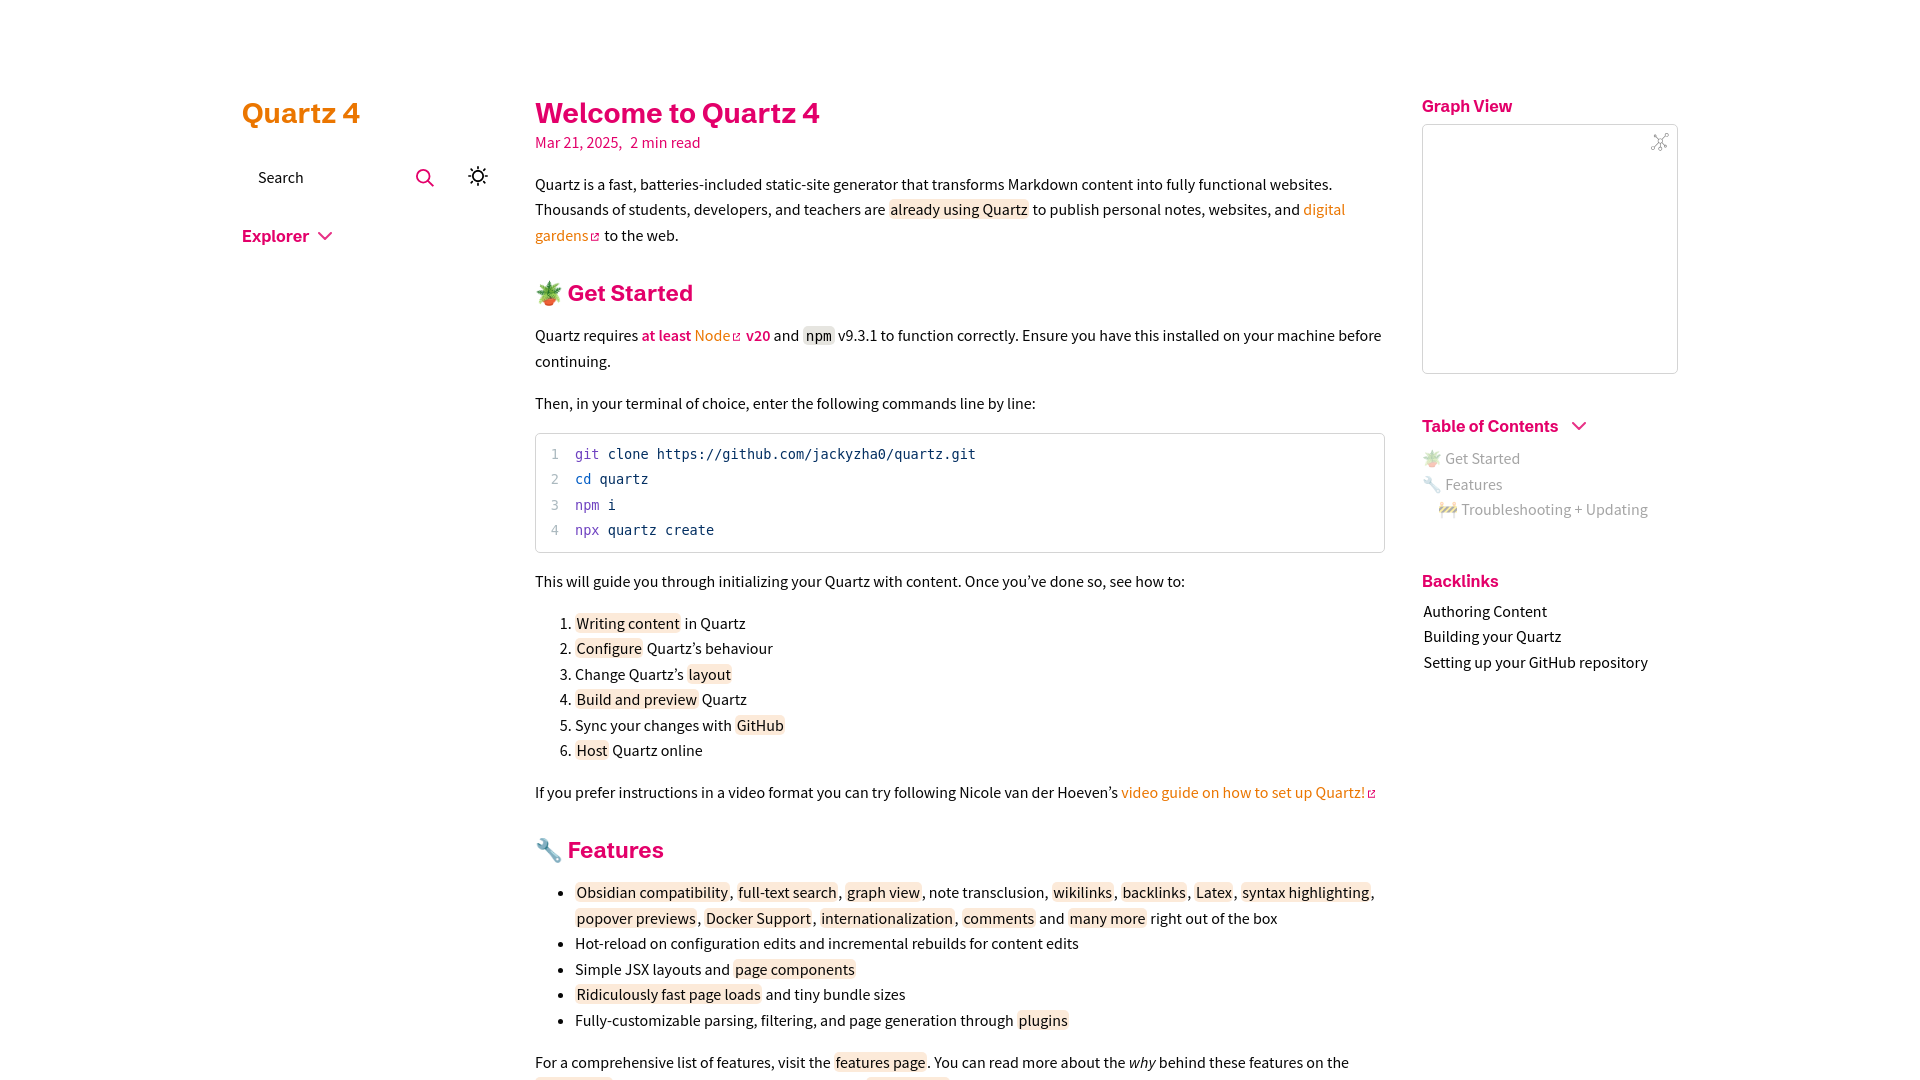 Quartz 4
Search
Explorer
Welcome to Quartz 4
Mar 21, 2025, 2 min read
Quartz is a fast, batteries-included static-site generator that transforms Markdown content into fully functional websites.
Thousands of students, developers, and teachers are already using Quartz to publish personal notes, websites, and digital
gardens to the web.
🪴 Get Started
Quartz requires at least Node v20 and npm v9.3.1 to function correctly. Ensure you have this installed on your machine before
continuing.
Then, in your terminal of choice, enter the following commands line by line:
1 git clone https://github.com/jackyzha0/quartz.git
2 cd quartz
3 npm i
4 npx quartz create
This will guide you through initializing your Quartz with content. Once you’ve done so, see how to:
1. Writing content in Quartz
2. Configure Quartz’s behaviour
3. Change Quartz’s layout
4. Build and preview Quartz
5. Sync your changes with GitHub
6. Host Quartz online
If you prefer instructions in a video format you can try following Nicole van der Hoeven’s video guide on how to set up Quartz!
🔧 Features
• Obsidian compatibility, full-text search, graph view, note transclusion, wikilinks, backlinks, Latex, syntax highlighting,
popover previews, Docker Support, internationalization, comments and many more right out of the box
• Hot-reload on configuration edits and incremental rebuilds for content edits
• Simple JSX layouts and page components
• Ridiculously fast page loads and tiny bundle sizes
• Fully-customizable parsing, filtering, and page generation through plugins
For a comprehensive list of features, visit the features page. You can read more about the why behind these features on the
Graph View
Table of Contents
🪴 Get Started
🔧 Features
🚧 Troubleshooting + Updating
Backlinks
Authoring Content
Building your Quartz
Setting up your GitHub repository